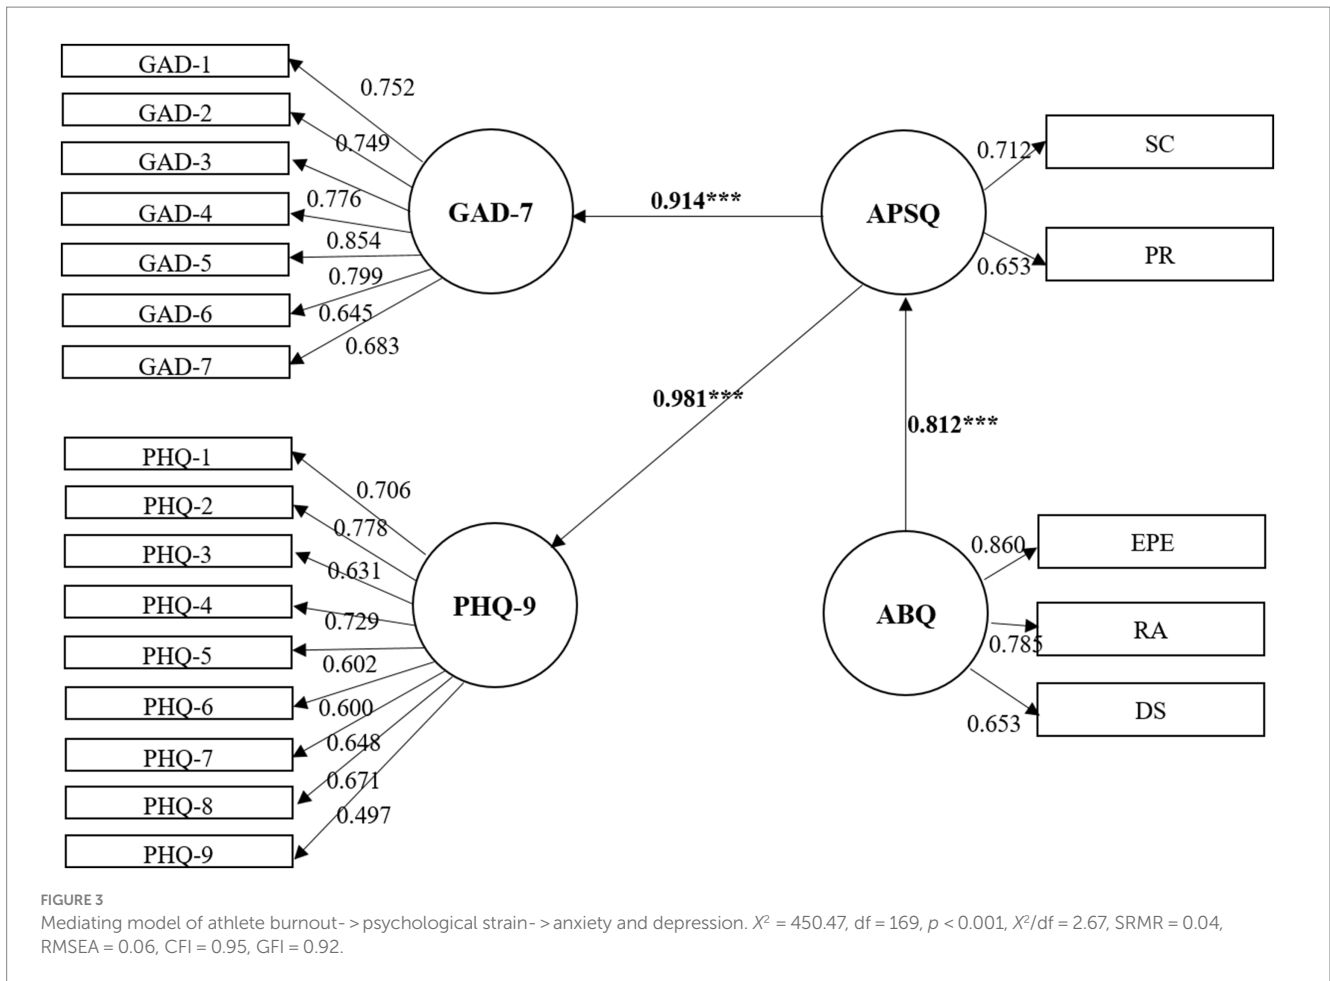 GAD-1
0.752
GAD-2
0.749
GAD-3
0.776
GAD-4
0.854
GAD-5
0.799
GAD-6
0.645
GAD-7
0.683
GAD-7
0.914***
APSQ
0.712
SC
0.653
PR
0.981***
0.812***
PHQ-1
0.706
PHQ-2
0.778
PHQ-3
0.631
PHQ-4
0.729
PHQ-5
0.602
PHQ-6
0.600
PHQ-7
0.648
PHQ-8
0.671
PHQ-9
0.497
PHQ-9
ABQ
0.860
EPE
0.785
RA
0.653
DS
FIGURE 3
Mediating model of athlete burnout- > psychological strain- > anxiety and depression. X² = 450.47, df = 169, p < 0.001, X²/df = 2.67, SRMR = 0.04,
RMSEA = 0.06, CFI = 0.95, GFI = 0.92.